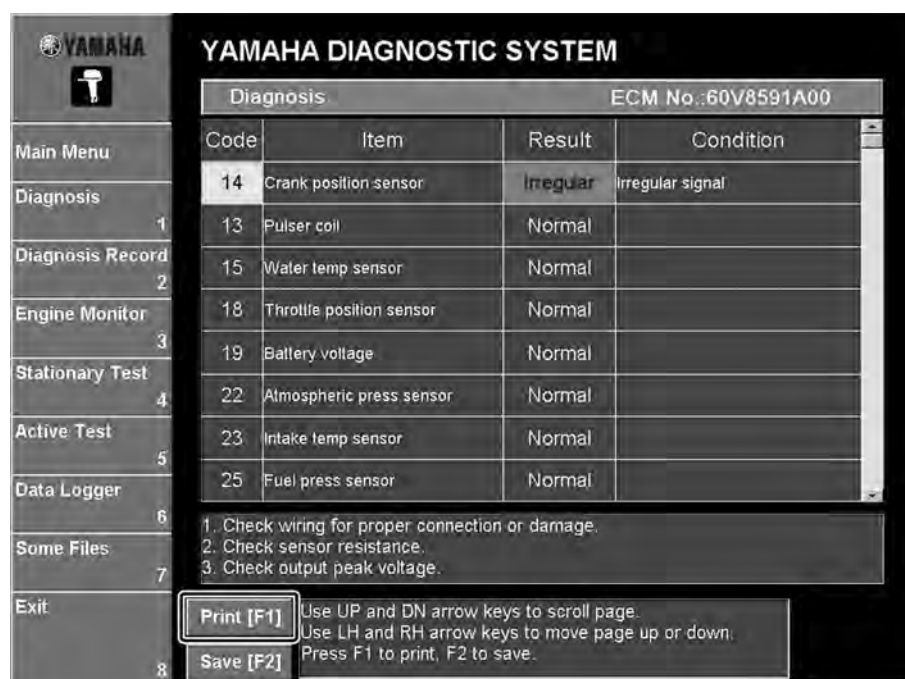 YAMAHA
YAMAHA DIAGNOSTIC SYSTEM
Diagnosis ECM No.:60V8591A00
Main Menu
Diagnosis
1
Diagnosis Record
2
Engine Monitor
3
Stationary Test
4
Active Test
5
Data Logger
6
Some Files
7
Exit
8
Code Item Result Condition
14 Crank position sensor Irregular Irregular signal
13 Pulser coil Normal
15 Water temp sensor Normal
18 Throttle position sensor Normal
19 Battery voltage Normal
22 Atmospheric press sensor Normal
23 Intake temp sensor Normal
25 Fuel press sensor Normal
1. Check wiring for proper connection or damage.
2. Check sensor resistance.
3. Check output peak voltage.
Print [F1]
Save [F2]
Use UP and DN arrow keys to scroll page.
Use LH and RH arrow keys to move page up or down.
Press F1 to print, F2 to save.